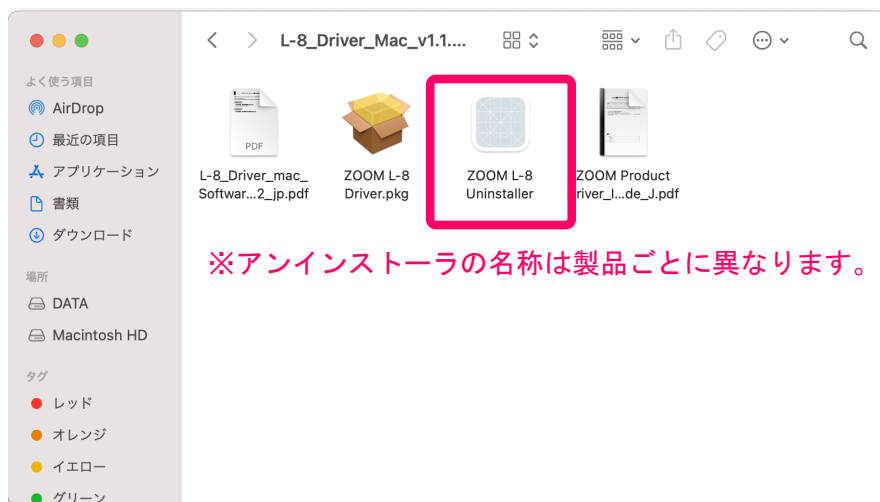 L-8_Driver_Mac_v1.1....
よく使う項目
AirDrop
最近の項目
アプリケーション
書類
ダウンロード
場所
DATA
Macintosh HD
タグ
レッド
オレンジ
イエロー
グリーン
PDF
L-8_Driver_mac_
Softwar...2_jp.pdf
ZOOM L-8
Driver.pkg
ZOOM L-8
Uninstaller
ZOOM Product
river_I...de_J.pdf
※アンインストーラの名称は製品ごとに異なります。